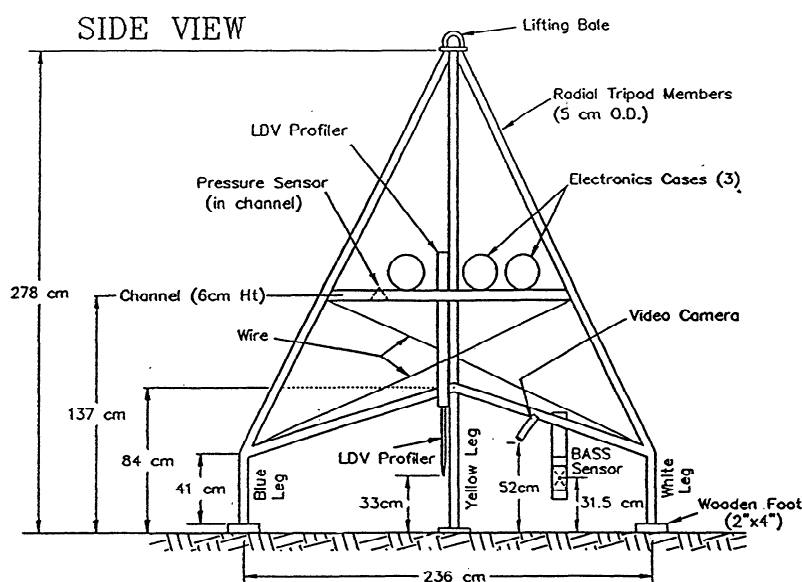 SIDE VIEW
Lifting Bale
Radial Tripod Members
(5 cm O.D.)
LDV Profiler
Pressure Sensor
(in channel)
Electronics Cases (3)
278 cm
Channel (6cm Ht)
Video Camera
Wire
137 cm
84 cm
41 cm
Blue Leg
LDV Profiler
33cm
Yellow Leg
52cm
BASS
Sensor
31.5 cm
White Leg
Wooden Foot
(2"x4")
236 cm